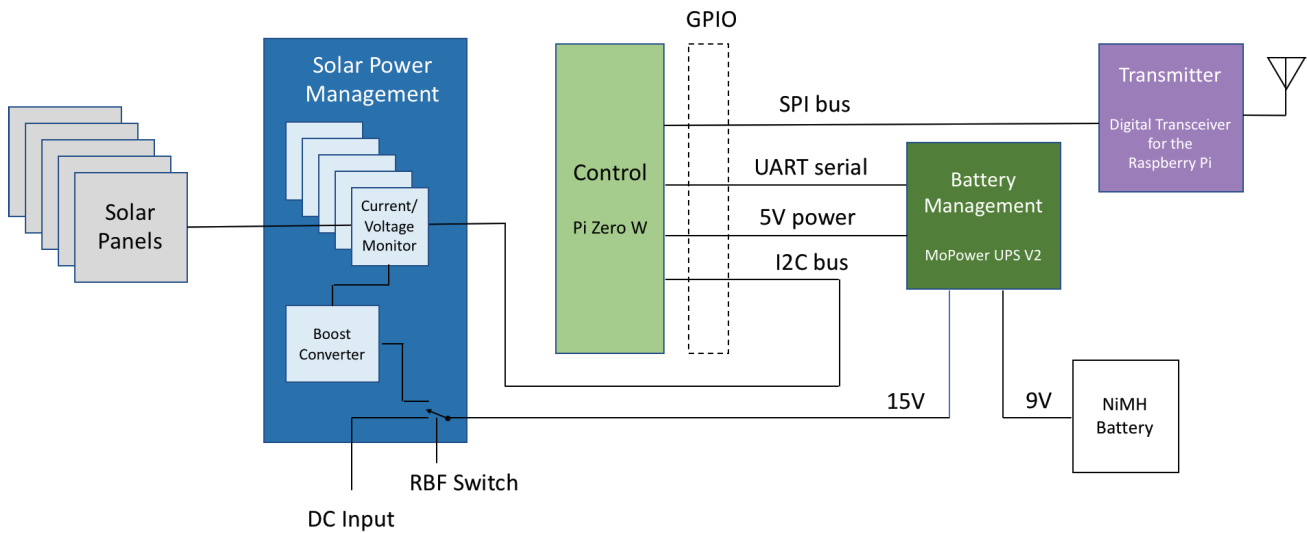 GPIO
Solar Power
Management
Transmitter
Digital Transceiver
for the
Raspberry Pi
SPI bus
Control
Pi Zero W
UART serial
Battery
Management
MoPower UPS V2
5V power
I2C bus
Solar
Panels
Current/
Voltage
Monitor
Boost
Converter
15V
9V
NiMH
Battery
RBF Switch
DC Input